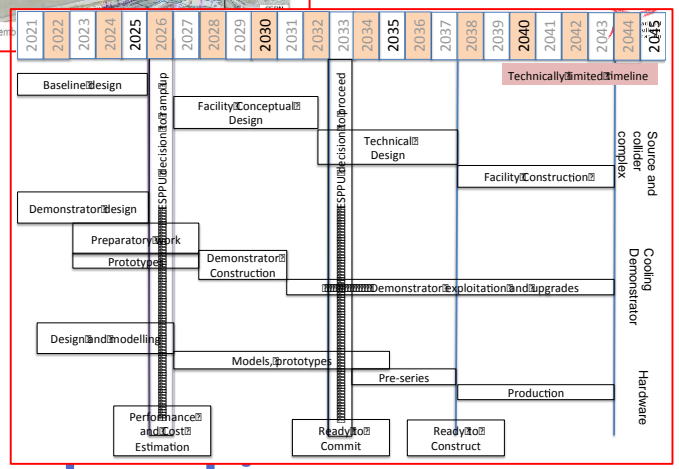 2021 2022 2023 2024 2025 2026 2027 2028 2029 2030 2031 2032 2033 2034 2035 2036 2037 2038 2039 2040 2041 2042 2043 2044 2045
Technically limited timeline
Baseline design
ESPPU decision to ramp up
ESPPU decision to proceed
Facility Conceptual
Design
Technical
Design
Facility Construction
Source and
collider
complex
Demonstrator design
Preparatory work
Prototypes
Demonstrator
Construction
Demonstrator exploitation and upgrades
Cooling
Demonstrator
Design and modelling
Models, prototypes
Pre-series
Production
Hardware
Performance
and Cost
Estimation
Ready to
Commit
Ready to
Construct